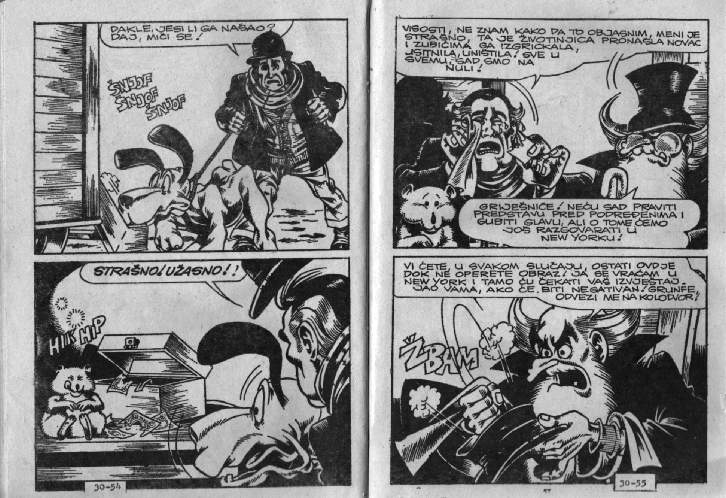 DAKLE, JESI LI GA NAŠAO?
DAJ, MIČI SE!
ŠNJOF
ŠNJOF
ŠNJOF
STRAŠNO! UŽASNO!!
HIK HIP
30-54
VISOSTI, NE ZNAM KAKO DA TO OBJASNIM, MENI JE
STRAŠNO, TA JE ŽIVOTINJICA PRONAŠLA NOVAC
I ZUBIĆIMA GA IZGRICKALA,
USITNILA, UNIŠTILA! SVE U
SVEMU, SAD SMO NA
NULI!
GRIJEŠNIČE! NEĆU SAD PRAVITI
PREDSTAVU PRED PODREĐENIMA I
GUBITI GLAVU, ALI O TOME ĆEMO
JOŠ RAZGOVARATI U
NEW YORKU!
VI ĆETE, U SVAKOM SLUČAJU, OSTATI OVDJE
DOK NE OPERETE OBRAZ! JA SE VRAĆAM U
NEW YORK I TAMO ĆU ČEKATI VAŠ IZVJEŠTAJ.
JAO VAMA, AKO ĆE BITI NEGATIVAN! GRUNFE,
ODVEZI ME NA KOLODVOR!
ŽBAM
30-55